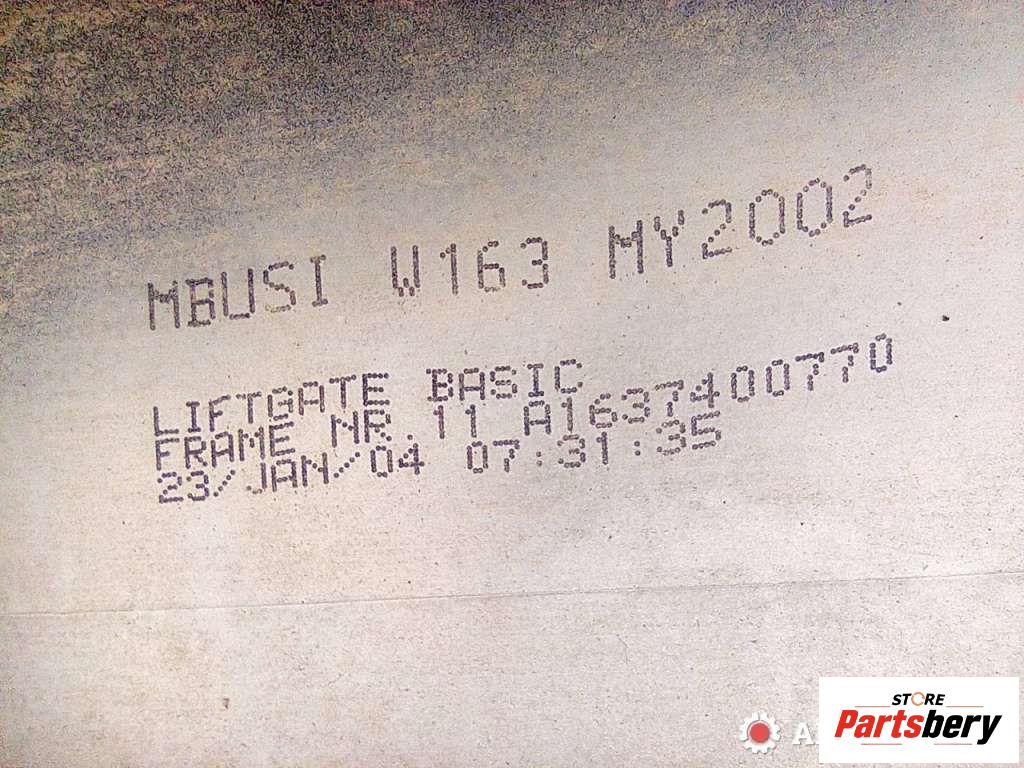 MBUSI W163 MY2002
LIFTGATE BASIC
FRAME NR.11 A1637400770
23/JAN/04 07:31:35
STORE
Partsbery